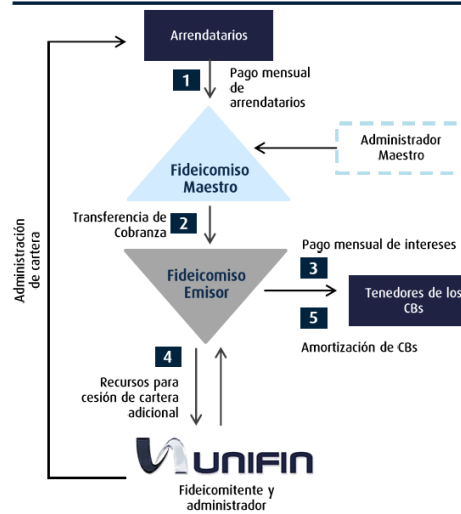 Arrendatarios
1
Pago mensual
de
arrendatarios
Fideicomiso
Maestro
Administrador
Maestro
Transferencia de
Cobranza
2
Administración
de cartera
Fideicomiso
Emisor
Pago mensual de intereses
3
Tenedores de los
CBs
5
Amortización de CBs
4
Recursos para
cesión de cartera
adicional
UNIFIN
Fideicomitente y
administrador